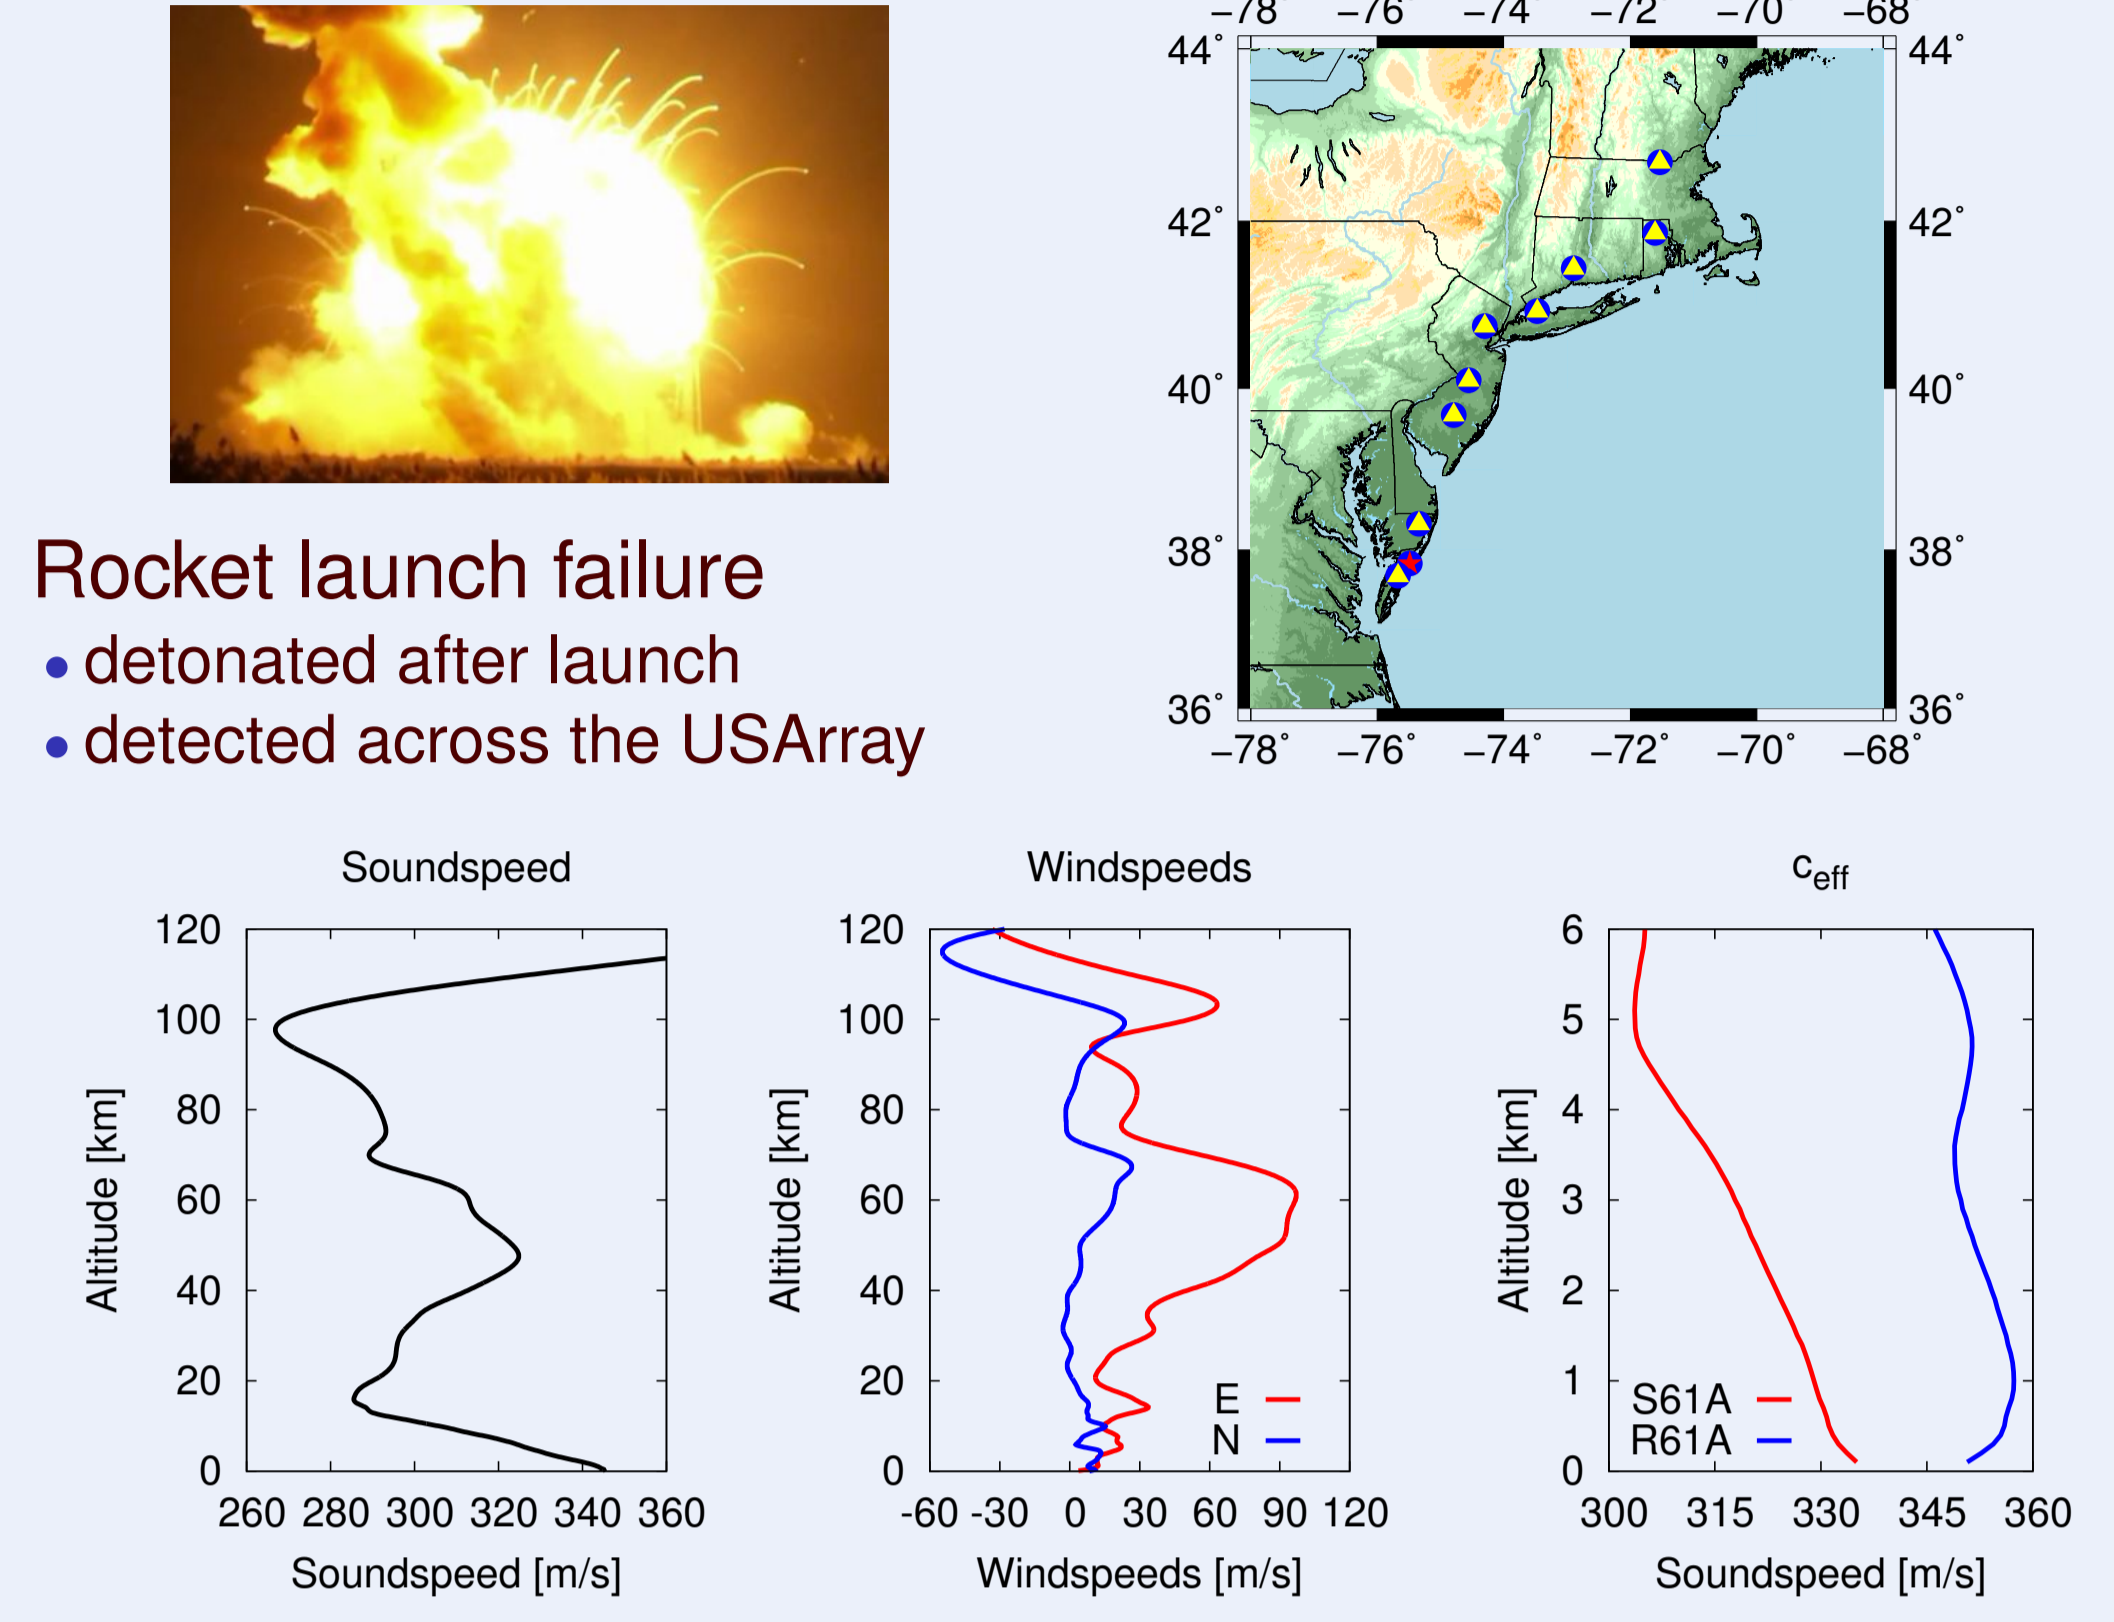 −78˚ −76˚ −74˚ −72˚ −70˚ −68˚
44˚ 44˚
42˚ 42˚
40˚ 40˚
38˚ 38˚
36˚ 36˚
−78˚ −76˚ −74˚ −72˚ −70˚ −68˚
Rocket launch failure
• detonated after launch
• detected across the USArray
Soundspeed
120
100
80
60
40
20
0
Altitude [km]
260 280 300 320 340 360
Soundspeed [m/s]
Windspeeds
120
100
80
60
40
20
0
Altitude [km]
E
N
-60 -30 0 30 60 90 120
Windspeeds [m/s]
ceff
6
5
4
3
2
1
0
Altitude [km]
S61A
R61A
300 315 330 345 360
Soundspeed [m/s]